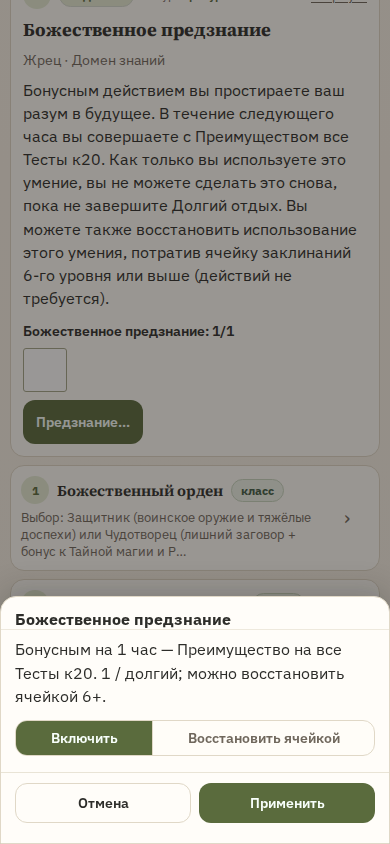 Божественное предзнание
Жрец · Домен знаний
Бонусным действием вы простираете ваш
разум в будущее. В течение следующего
часа вы совершаете с Преимуществом все
Тесты к20. Как только вы используете это
умение, вы не можете сделать это снова,
пока не завершите Долгий отдых. Вы
можете также восстановить использование
этого умения, потратив ячейку заклинаний
6-го уровня или выше (действий не
требуется).
Божественное предзнание: 1/1
Предзнание...
1 Божественный орден класс
Выбор: Защитник (воинское оружие и тяжёлые
доспехи) или Чудотворец (лишний заговор +
бонус к Тайной магии и Р...
Божественное предзнание
Бонусным на 1 час — Преимущество на все
Тесты к20. 1 / долгий; можно восстановить
ячейкой 6+.
Включить Восстановить ячейкой
Отмена Применить